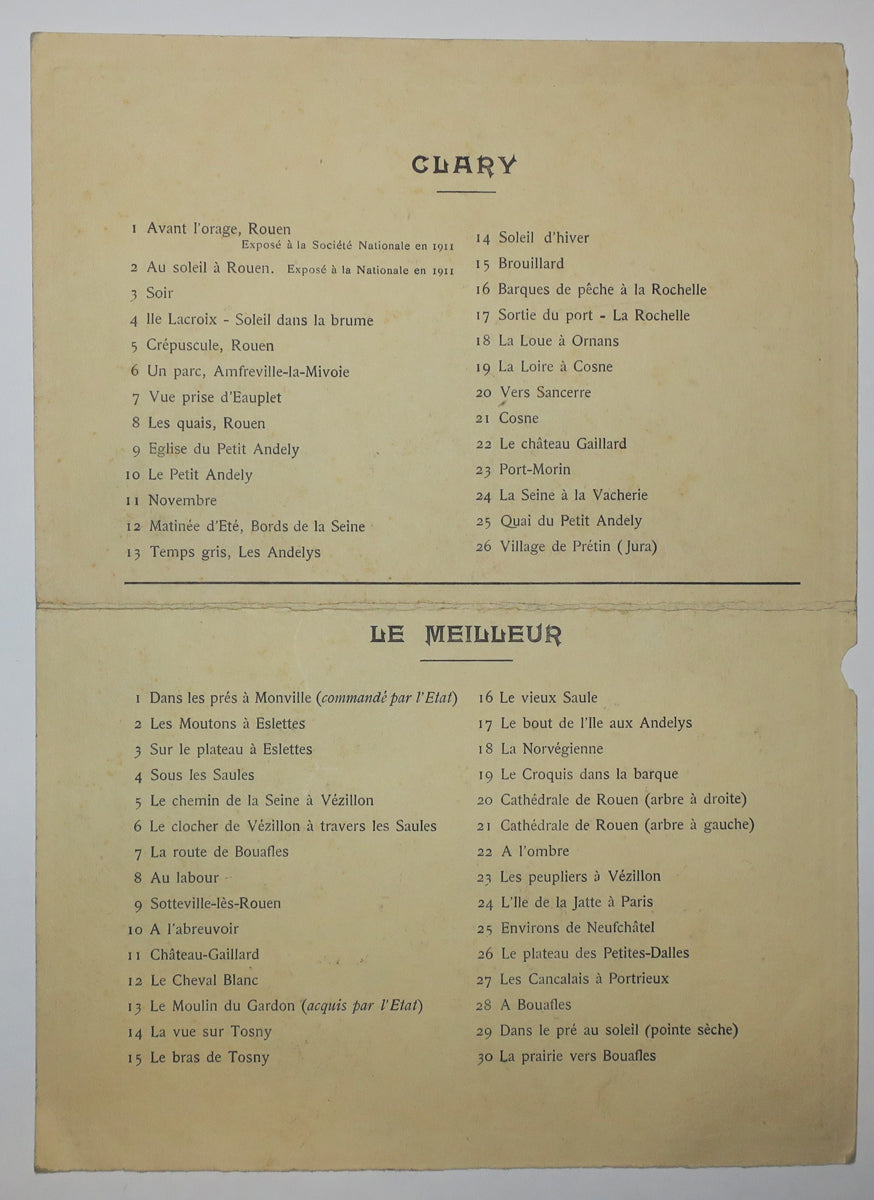 CLARY
1 Avant l'orage, Rouen
Exposé à la Société Nationale en 1911
2 Au soleil à Rouen. Exposé à la Nationale en 1911
3 Soir
4 Ile Lacroix - Soleil dans la brume
5 Crépuscule, Rouen
6 Un parc, Amfreville-la-Mivoie
7 Vue prise d'Eauplet
8 Les quais, Rouen
9 Eglise du Petit Andely
10 Le Petit Andely
11 Novembre
12 Matinée d'Eté, Bords de la Seine
13 Temps gris, Les Andelys
14 Soleil d'hiver
15 Brouillard
16 Barques de pêche à la Rochelle
17 Sortie du port - La Rochelle
18 La Loue à Ornans
19 La Loire à Cosne
20 Vers Sancerre
21 Cosne
22 Le château Gaillard
23 Port-Morin
24 La Seine à la Vacherie
25 Quai du Petit Andely
26 Village de Prétin (Jura)
LE MEILLEUR
1 Dans les prés à Monville (commandé par l'Etat)
2 Les Moutons à Eslettes
3 Sur le plateau à Eslettes
4 Sous les Saules
5 Le chemin de la Seine à Vézillon
6 Le clocher de Vézillon à travers les Saules
7 La route de Bouafles
8 Au labour
9 Sotteville-lès-Rouen
10 A l'abreuvoir
11 Château-Gaillard
12 Le Cheval Blanc
13 Le Moulin du Gardon (acquis par l'Etat)
14 La vue sur Tosny
15 Le bras de Tosny
16 Le vieux Saule
17 Le bout de l'Ile aux Andelys
18 La Norvégienne
19 Le Croquis dans la barque
20 Cathédrale de Rouen (arbre à droite)
21 Cathédrale de Rouen (arbre à gauche)
22 A l'ombre
23 Les peupliers à Vézillon
24 L'Ile de la Jatte à Paris
25 Environs de Neufchâtel
26 Le plateau des Petites-Dalles
27 Les Cancalais à Portrieux
28 A Bouafles
29 Dans le pré au soleil (pointe sèche)
30 La prairie vers Bouafles